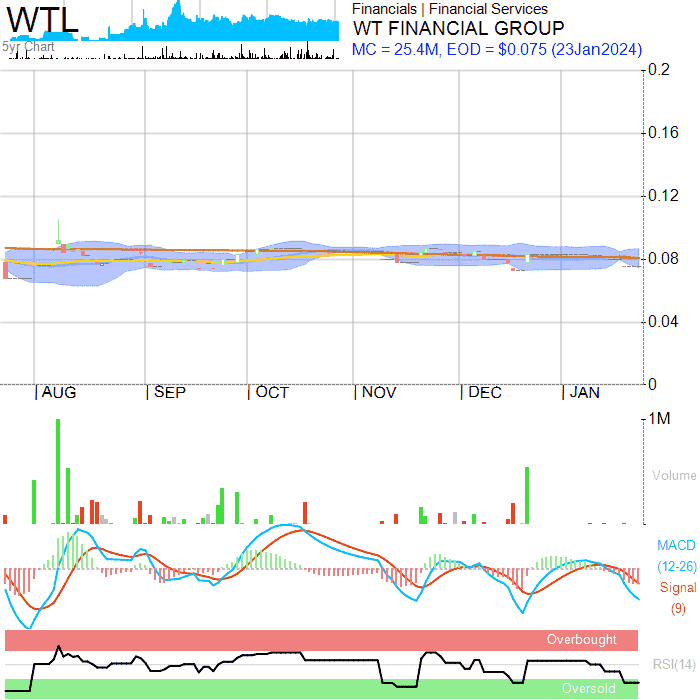 WTL
5yr Chart
Financials | Financial Services
WT FINANCIAL GROUP
MC = 25.4M, EOD = $0.075 (23Jan2024)
0.2
0.16
0.12
0.08
0.04
0
AUG
SEP
OCT
NOV
DEC
JAN
1M
Volume
MACD
(12-26)
Signal
(9)
Overbought
RSI(14)
Oversold